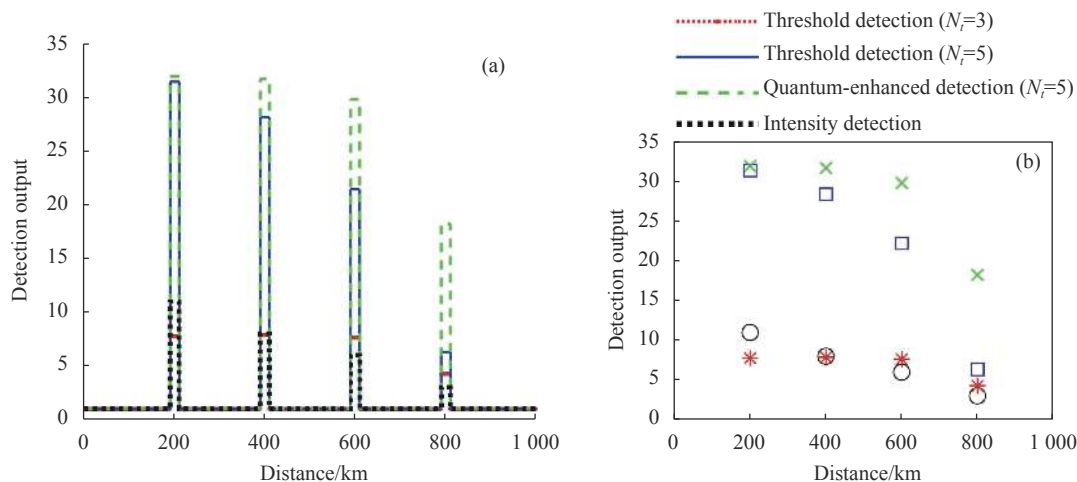 Threshold detection (Nt=3)
Threshold detection (Nt=5)
Quantum-enhanced detection (Nt=5)
Intensity detection
(a)
35
30
25
20
15
10
5
0
Detection output
0 200 400 600 800 1 000
Distance/km
(b)
35
30
25
20
15
10
5
0
Detection output
0 200 400 600 800 1 000
Distance/km